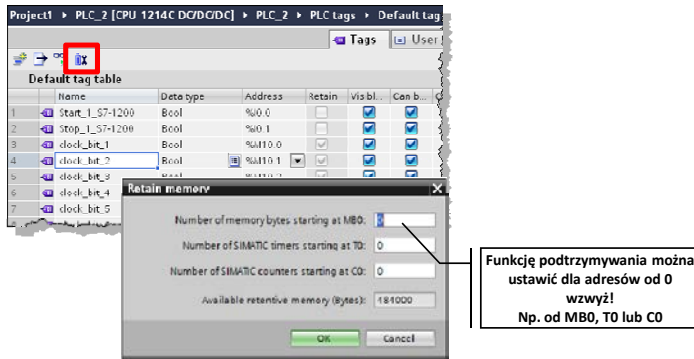 Project1 ▸ PLC_2 [CPU 1214C DC/DC/DC] ▸ PLC_2 ▸ PLC tags ▸ Default tag
Tags User
Default tag table
Name Data type Address Retain Visibl... Can b...
1 Start_1_S7-1200 Bool %I0.0
2 Stop_1_S7-1200 Bool %I0.1
3 clock_bit_1 Bool %M10.0
4 clock_bit_2 Bool %M10.1
5 clock_bit_3
6 clock_bit_4
7 clock_bit_5
Retain memory X
Number of memory bytes starting at MB0: 0
Number of SIMATIC timers starting at T0: 0
Number of SIMATIC counters starting at C0: 0
Available retentive memory (Bytes):
OK Cancel
Funkcję podtrzymywania można
ustawić dla adresów od 0
wzwyż!
Np. od MB0, T0 lub C0